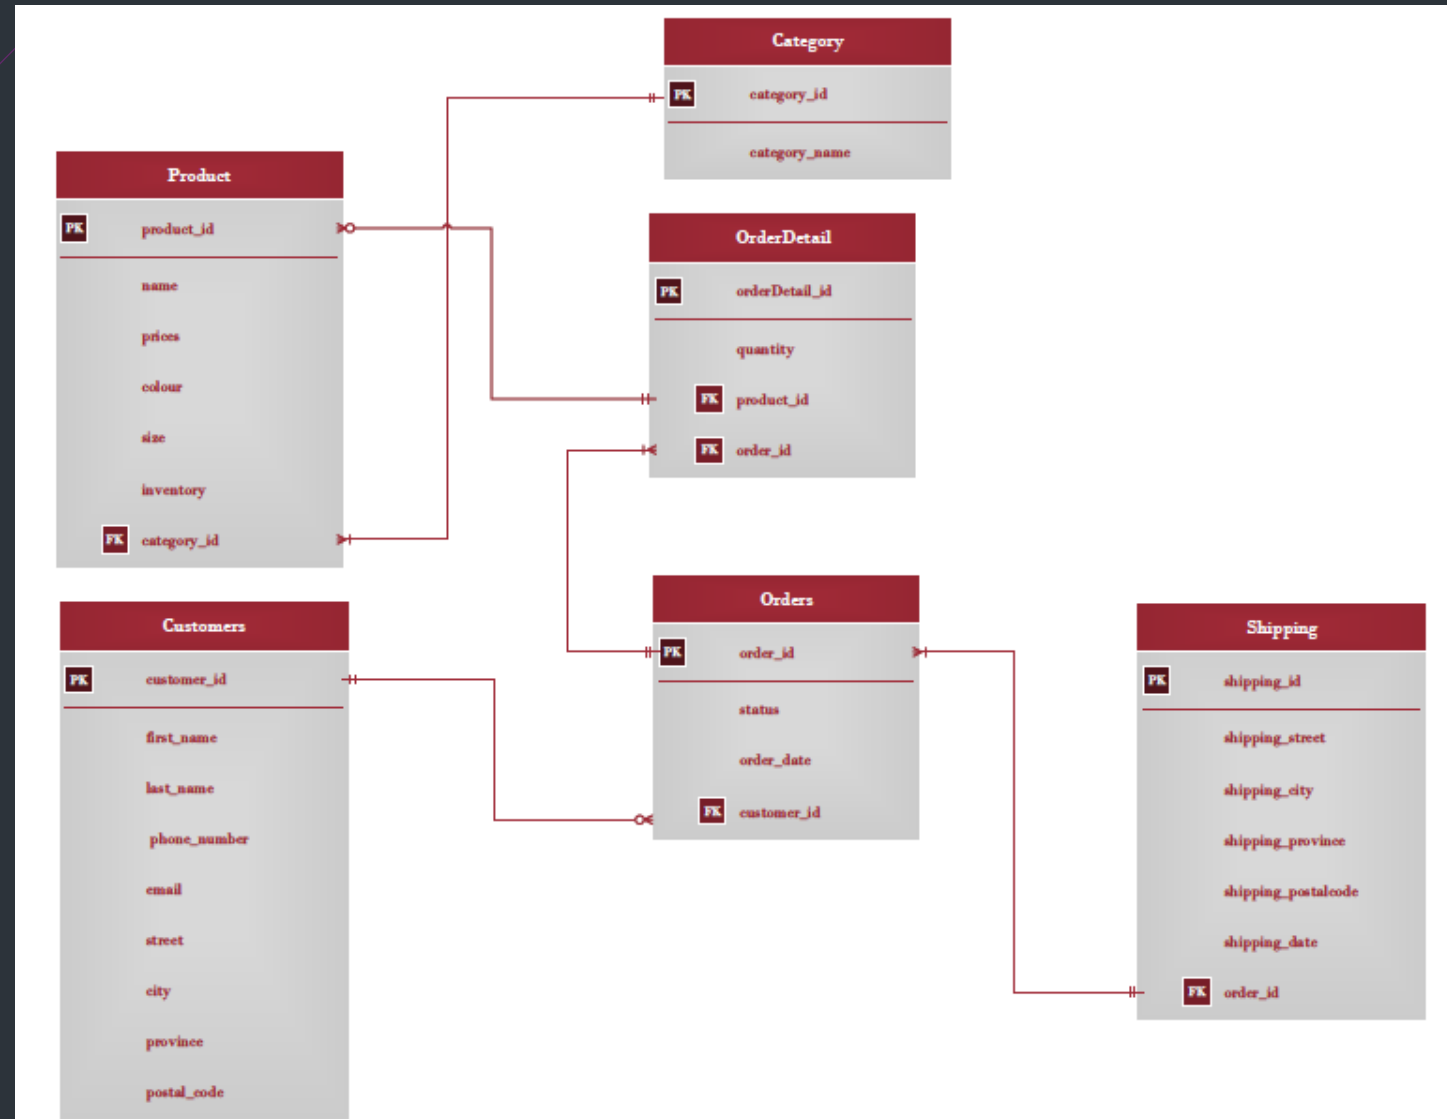 Category
PK category_id
category_name
Product
PK product_id
name
prices
colour
size
inventory
FK category_id
OrderDetail
PK orderDetail_id
quantity
FK product_id
FK order_id
Customers
PK customer_id
first_name
last_name
phone_number
email
street
city
province
postal_code
Orders
PK order_id
status
order_date
FK customer_id
Shipping
PK shipping_id
shipping_street
shipping_city
shipping_province
shipping_postalcode
shipping_date
FK order_id